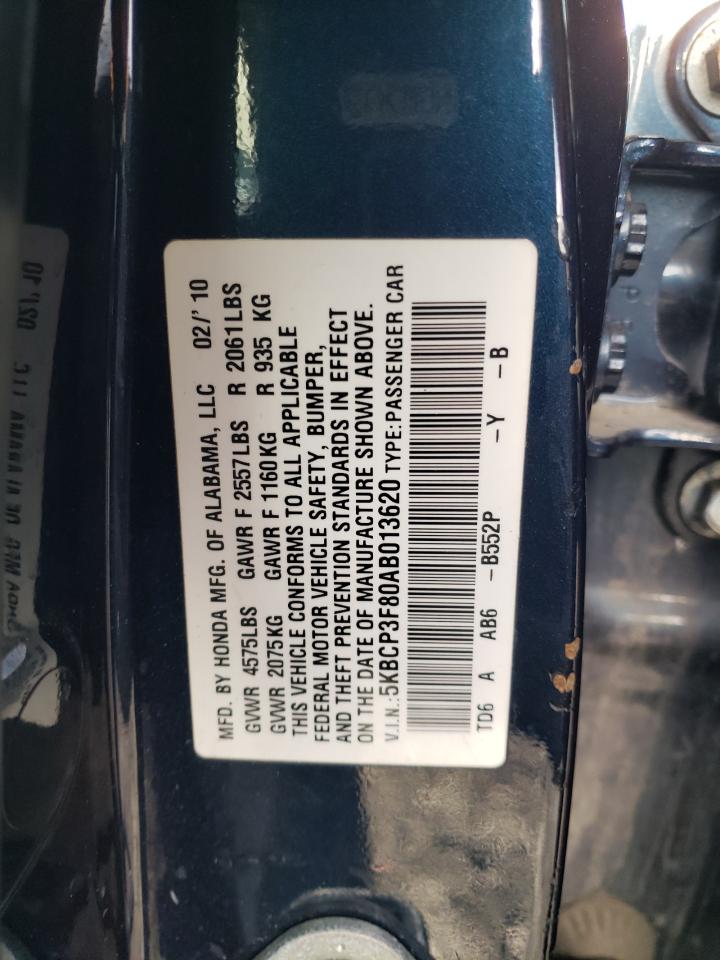 MFD. BY HONDA MFG. OF ALABAMA, LLC 02/' 10
GVWR 4575LBS GAWR F 2557LBS R 2061LBS
GVWR 2075KG GAWR F 1160KG R 935 KG
THIS VEHICLE CONFORMS TO ALL APPLICABLE
FEDERAL MOTOR VEHICLE SAFETY, BUMPER,
AND THEFT PREVENTION STANDARDS IN EFFECT
ON THE DATE OF MANUFACTURE SHOWN ABOVE.
V.I.N.:5KBCP3F80AB013620 TYPE:PASSENGER CAR
TD6 A AB6 -B552P -Y -B